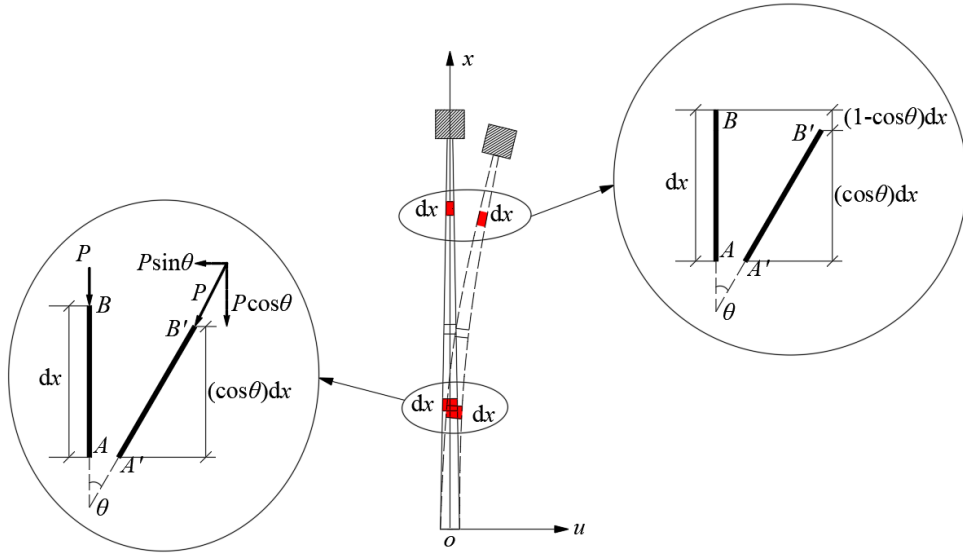 x
B
B'
(1-cosθ)dx
dx
(cosθ)dx
A
A'
θ
dx
dx
P
Psinθ
P
Pcosθ
B
B'
dx
(cosθ)dx
A
A'
θ
dx
dx
o
u